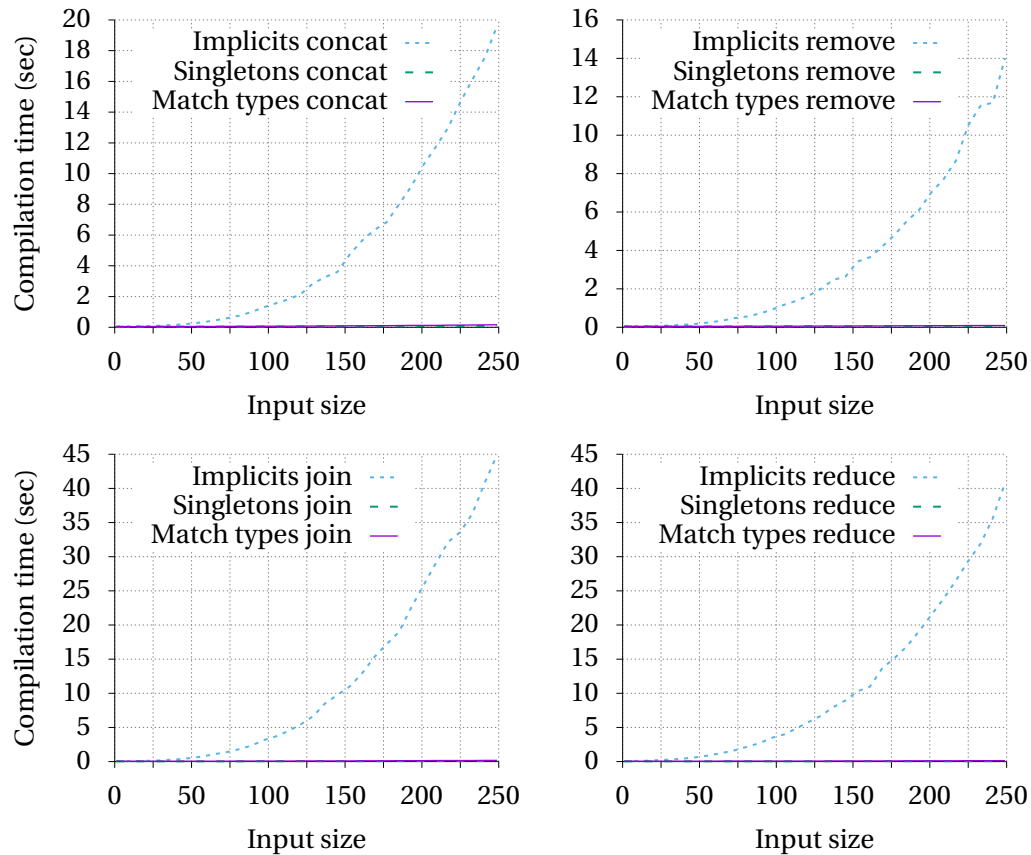 Compilation time (sec)
20
18
16
14
12
10
8
6
4
2
0
Implicits concat
Singletons concat
Match types concat
0 50 100 150 200 250
Input size
16
14
12
10
8
6
4
2
0
Implicits remove
Singletons remove
Match types remove
0 50 100 150 200 250
Input size
Compilation time (sec)
45
40
35
30
25
20
15
10
5
0
Implicits join
Singletons join
Match types join
0 50 100 150 200 250
Input size
45
40
35
30
25
20
15
10
5
0
Implicits reduce
Singletons reduce
Match types reduce
0 50 100 150 200 250
Input size